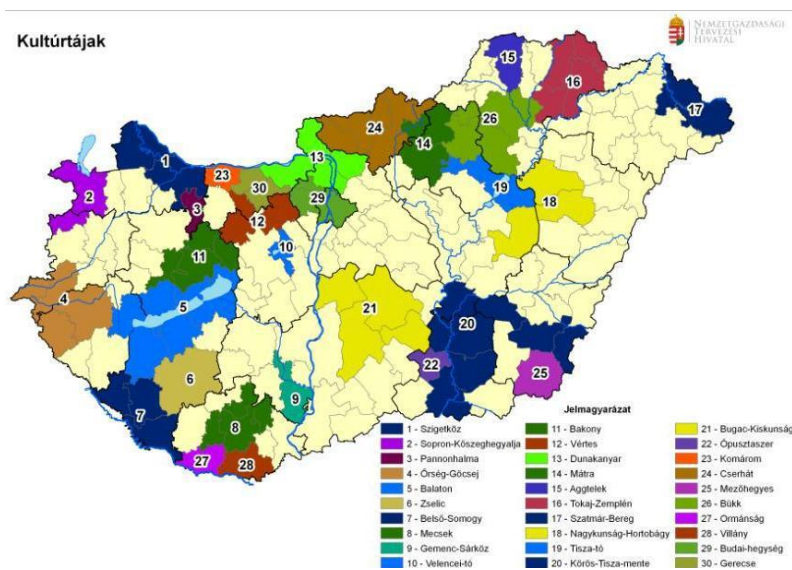 Kultúrtájak
NEMZETGAZDASÁGI
TERVEZÉSI
HIVATAL
15
16
17
24
26
14
1
13
23
30
2
29
19
18
3
12
10
11
4
5
21
20
6
22
25
9
7
8
27
28
Jelmagyarázat
1 - Szigetköz
2 - Sopron-Kőszeghegyalja
3 - Pannonhalma
4 - Őrség-Göcsej
5 - Balaton
6 - Zselic
7 - Belső-Somogy
8 - Mecsek
9 - Gemenc-Sárköz
10 - Velencei-tó
11 - Bakony
12 - Vértes
13 - Dunakanyar
14 - Mátra
15 - Aggtelek
16 - Tokaj-Zemplén
17 - Szatmár-Bereg
18 - Nagykunság-Hortobágy
19 - Tisza-tó
20 - Körös-Tisza-mente
21 - Bugac-Kiskunság
22 - Ópusztaszer
23 - Komárom
24 - Cserhát
25 - Mezőhegyes
26 - Bükk
27 - Ormánság
28 - Villány
29 - Budai-hegység
30 - Gerecse